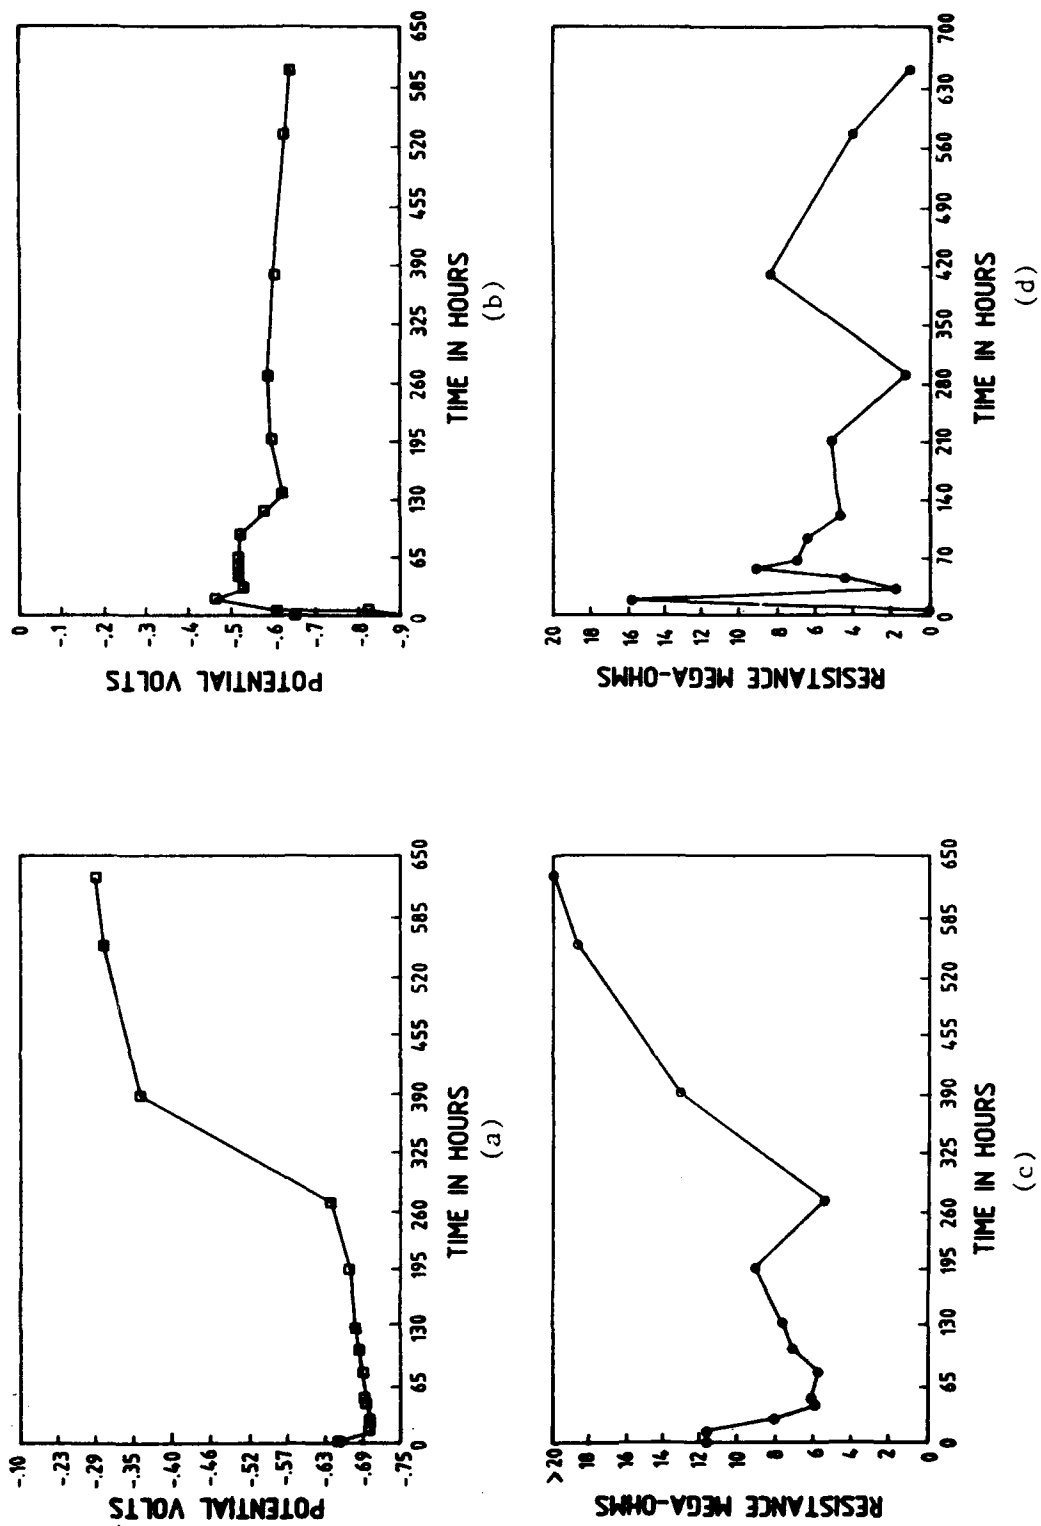 POTENTIAL VOLTS
-.10
-.23
-.29
-.35
-.40
-.46
-.52
-.57
-.63
-.69
-.75
0 65 130 195 260 325 390 455 520 585 650
TIME IN HOURS
(a)
POTENTIAL VOLTS
0
-.1
-.2
-.3
-.4
-.5
-.6
-.7
-.8
-.9
0 65 130 195 260 325 390 455 520 585 650
TIME IN HOURS
(b)
RESISTANCE MEGA-OHMS
>20
18
16
14
12
10
8
6
4
2
0
0 65 130 195 260 325 390 455 520 585 650
TIME IN HOURS
(c)
RESISTANCE MEGA-OHMS
20
18
16
14
12
10
8
6
4
2
0
0 70 140 210 280 350 420 490 560 630 700
TIME IN HOURS
(d)